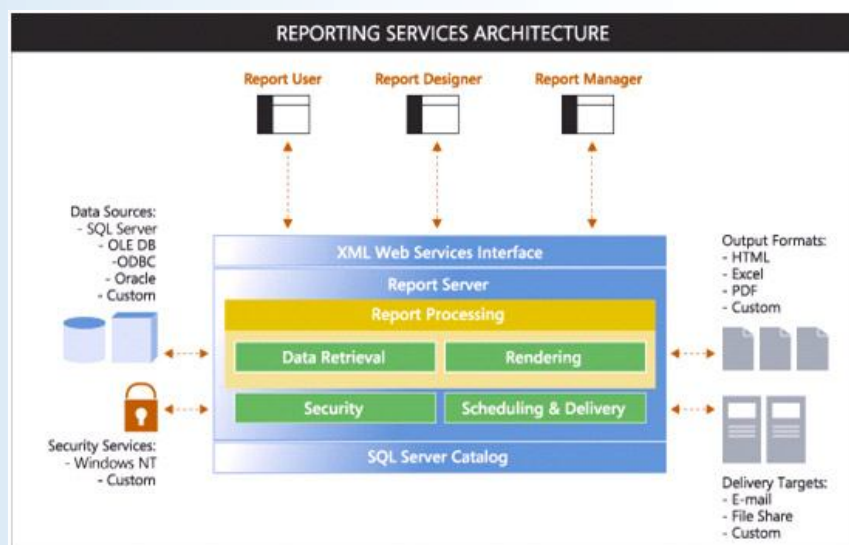 REPORTING SERVICES ARCHITECTURE
Report User
Report Designer
Report Manager
Data Sources:
- SQL Server
- OLE DB
-ODBC
- Oracle
- Custom
XML Web Services Interface
Report Server
Report Processing
Data Retrieval
Rendering
Security
Scheduling & Delivery
SQL Server Catalog
Output Formats:
- HTML
- Excel
- PDF
- Custom
Security Services:
- Windows NT
- Custom
Delivery Targets:
- E-mail
- File Share
- Custom